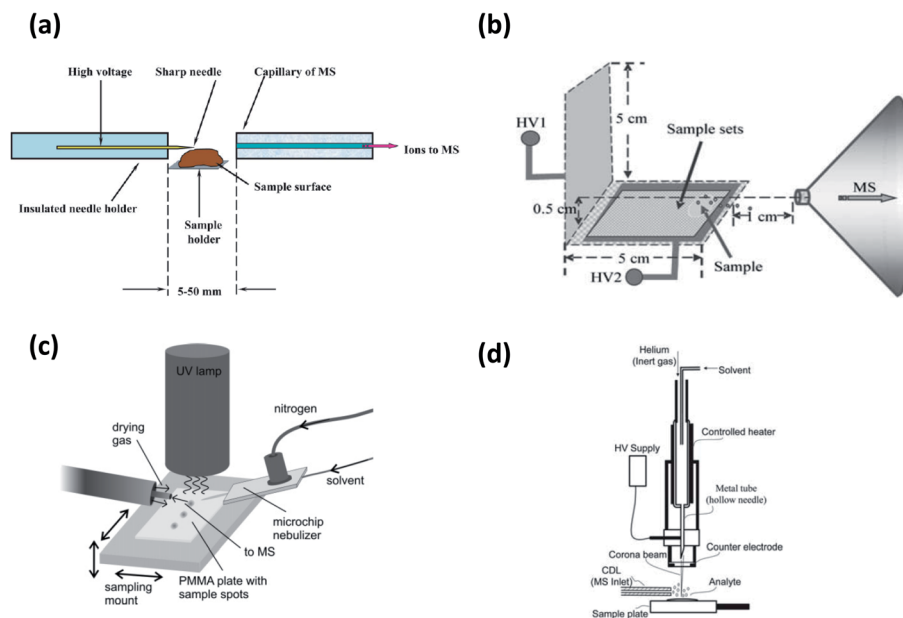 (a)
High voltage
Sharp needle
Capillary of MS
Ions to MS
Insulated needle holder
Sample holder
Sample surface
5-50 mm
(b)
HV1
5 cm
Sample sets
MS
0.5 cm
1 cm
Sample
5 cm
HV2
(c)
UV lamp
nitrogen
drying
gas
solvent
microchip
nebulizer
to MS
PMMA plate with
sample spots
sampling
mount
(d)
Helium
(Inert gas)
Solvent
Controlled heater
HV Supply
Metal tube
(hollow needle)
Counter electrode
Corona beam
CDL
(MS Inlet)
Analyte
Sample plate